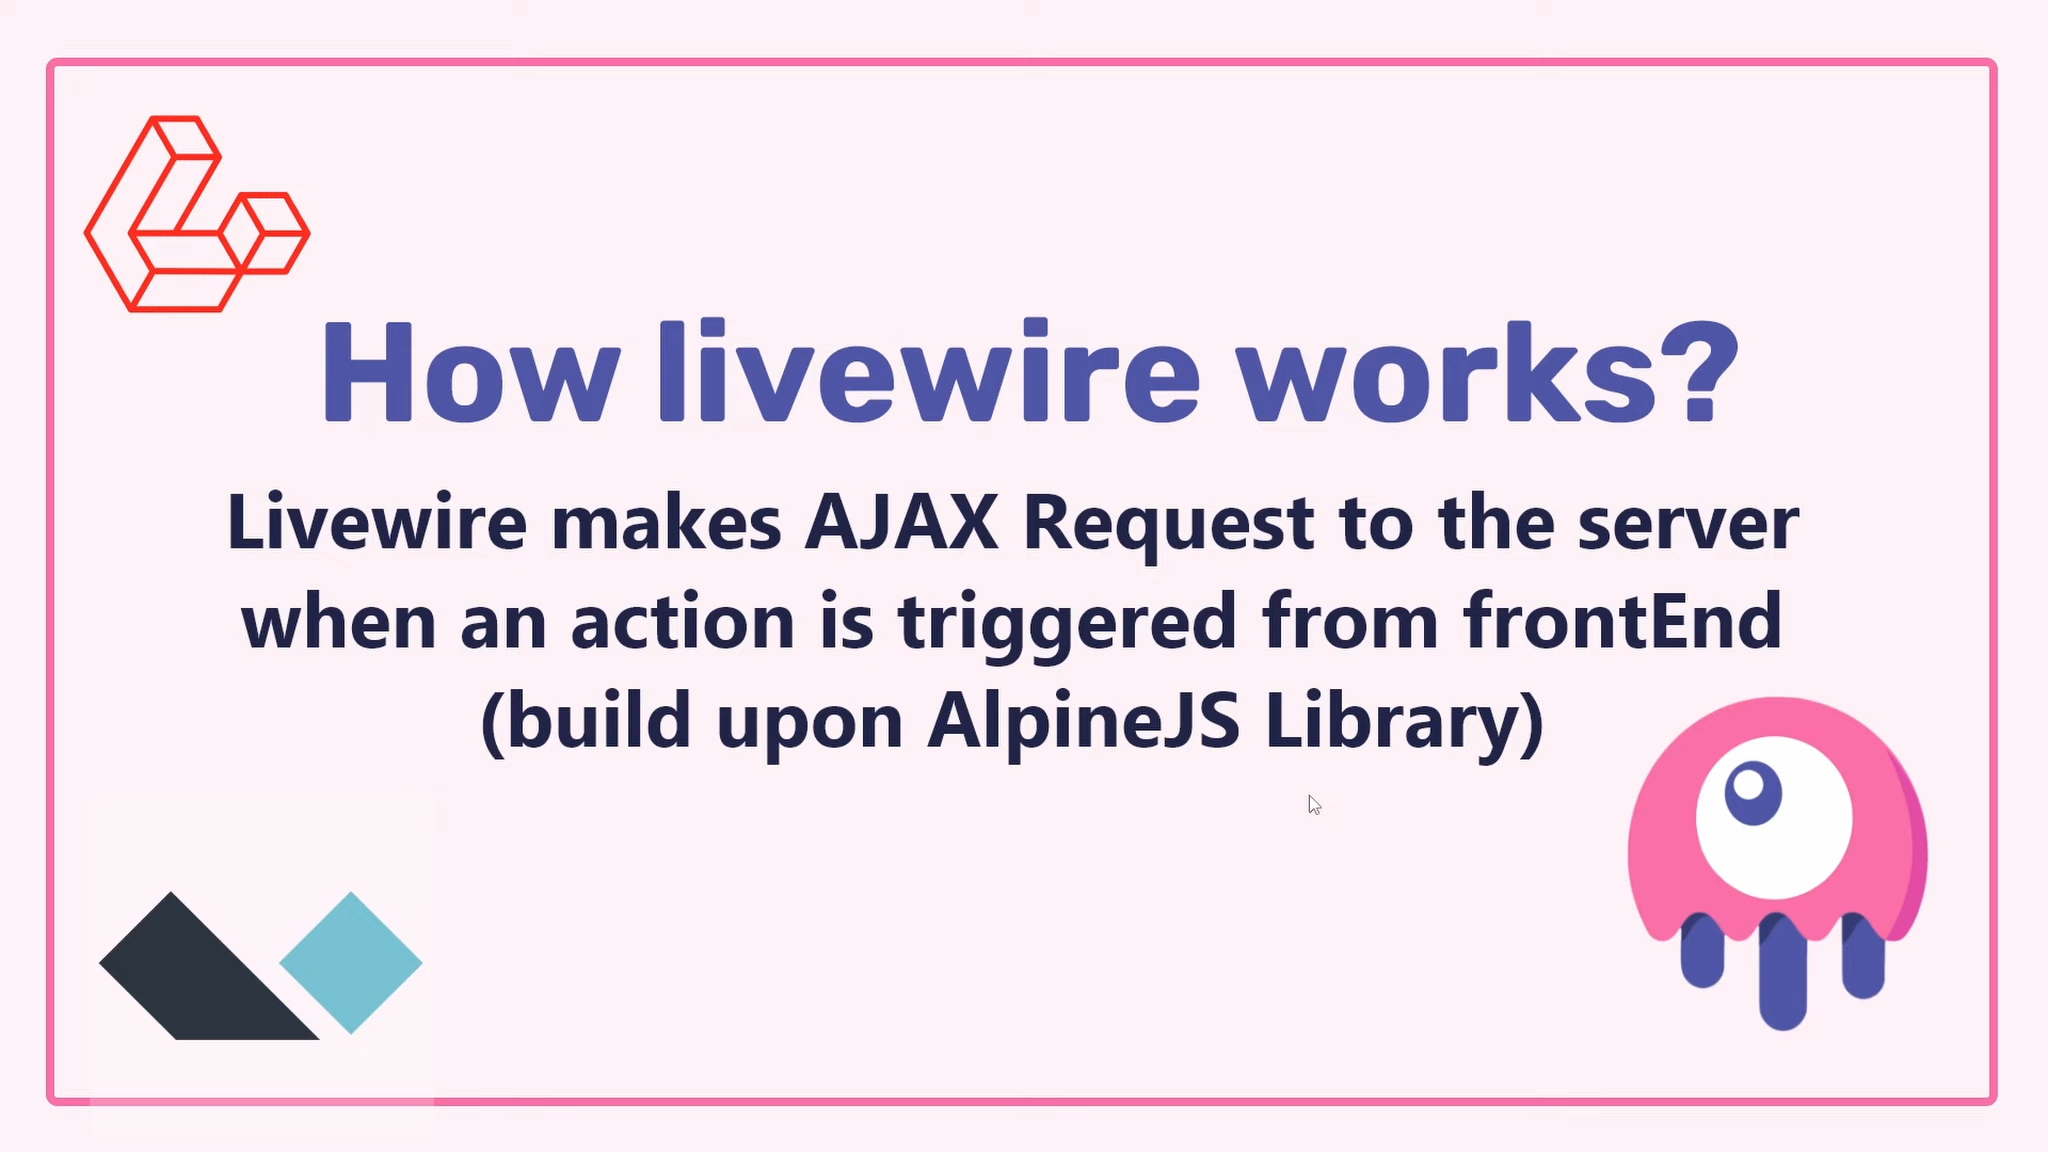 How livewire works?
Livewire makes AJAX Request to the server
when an action is triggered from frontEnd
(build upon AlpineJS Library)